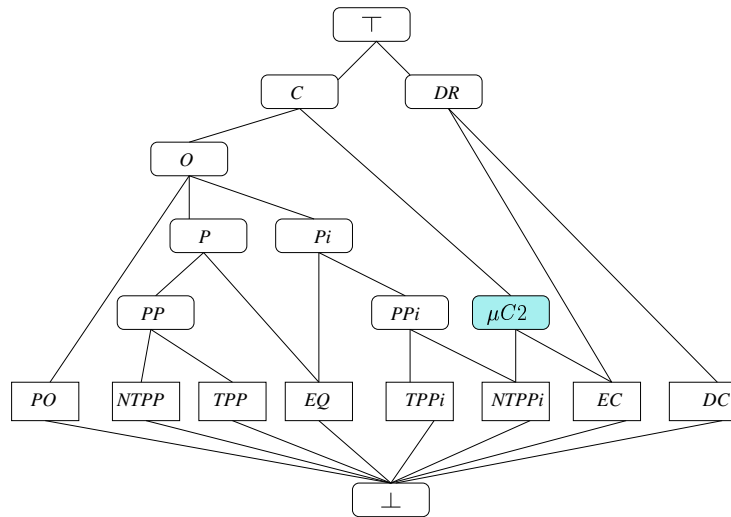 ⊤
C DR
O
P Pi
PP PPi μC2
PO NTPP TPP EQ TPPi NTPPi EC DC
⊥